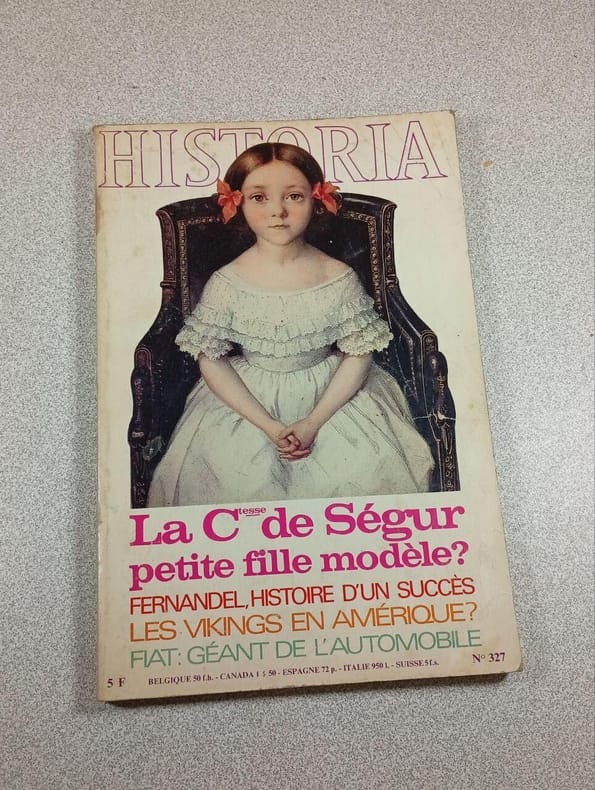 HISTORIA
La Ctesse de Ségur
petite fille modèle?
FERNANDEL, HISTOIRE D'UN SUCCÈS
LES VIKINGS EN AMÉRIQUE?
FIAT: GÉANT DE L'AUTOMOBILE
5 F BELGIQUE 50 f.b. - CANADA 1 $ 50 - ESPAGNE 72 p. - ITALIE 950 l. - SUISSE 5 f.s. N° 327